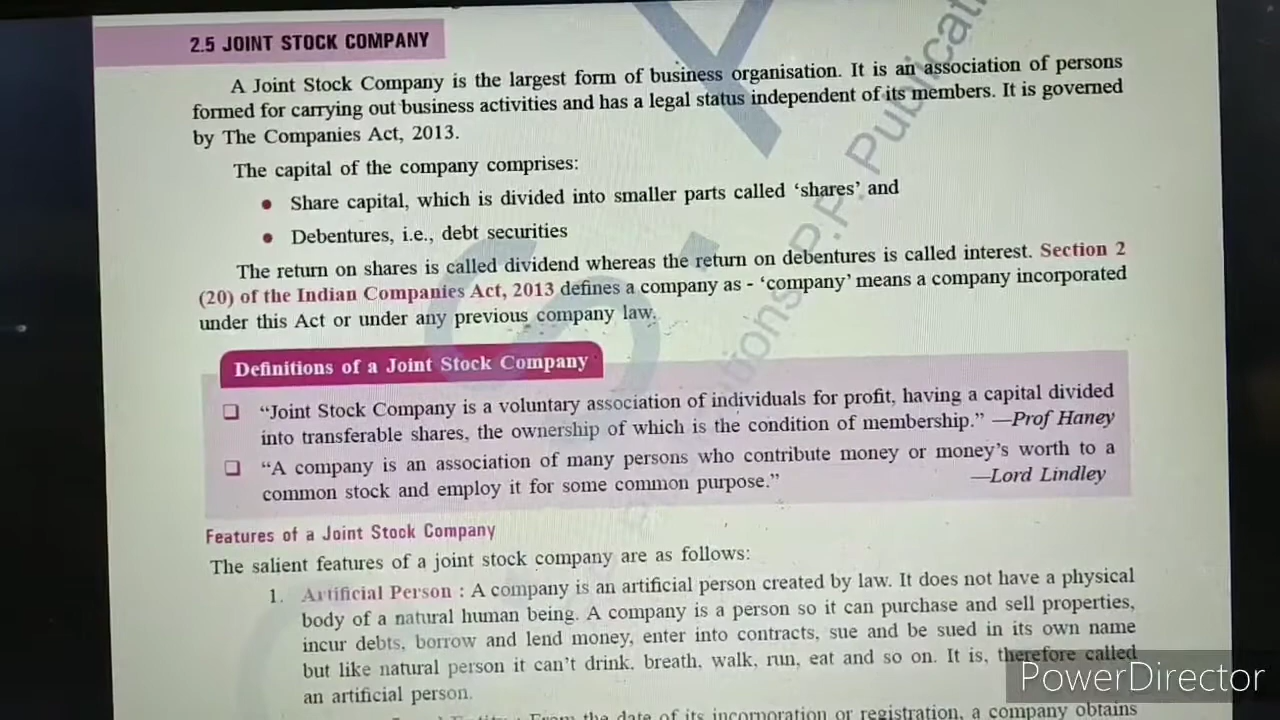 2.5 JOINT STOCK COMPANY
A Joint Stock Company is the largest form of business organisation. It is an association of persons
formed for carrying out business activities and has a legal status independent of its members. It is governed
by The Companies Act, 2013.
The capital of the company comprises:
• Share capital, which is divided into smaller parts called ‘shares’ and
• Debentures, i.e., debt securities
The return on shares is called dividend whereas the return on debentures is called interest. Section 2
(20) of the Indian Companies Act, 2013 defines a company as - ‘company’ means a company incorporated
under this Act or under any previous company law.
Definitions of a Joint Stock Company
❑ “Joint Stock Company is a voluntary association of individuals for profit, having a capital divided
into transferable shares, the ownership of which is the condition of membership.” —Prof Haney
❑ “A company is an association of many persons who contribute money or money’s worth to a
common stock and employ it for some common purpose.” —Lord Lindley
Features of a Joint Stock Company
The salient features of a joint stock company are as follows:
1. Artificial Person : A company is an artificial person created by law. It does not have a physical
body of a natural human being. A company is a person so it can purchase and sell properties,
incur debts, borrow and lend money, enter into contracts, sue and be sued in its own name
but like natural person it can’t drink. breath, walk, run, eat and so on. It is, therefore called
an artificial person.
From the date of its incorporation or registration, a company obtains
PowerDirector